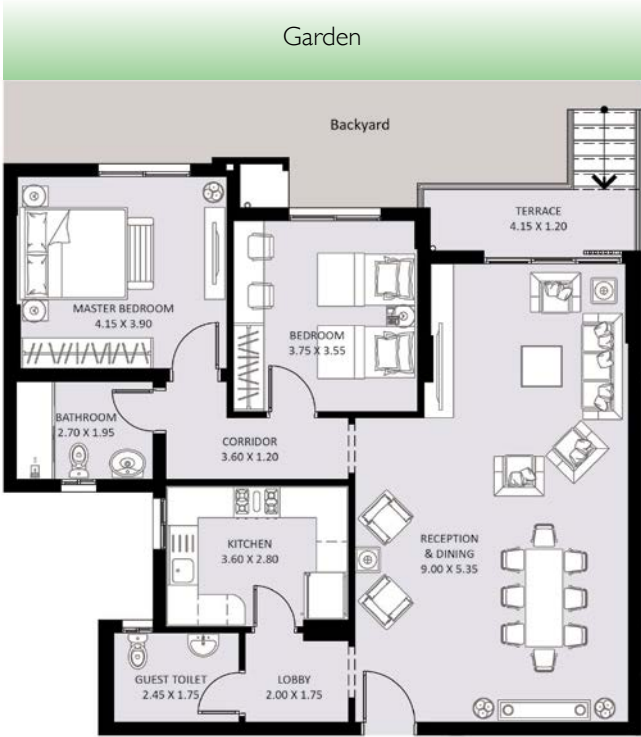 Garden
Backyard
TERRACE
4.15 X 1.20
MASTER BEDROOM
4.15 X 3.90
BEDROOM
3.75 X 3.55
BATHROOM
2.70 X 1.95
CORRIDOR
3.60 X 1.20
KITCHEN
3.60 X 2.80
RECEPTION
& DINING
9.00 X 5.35
GUEST TOILET
2.45 X 1.75
LOBBY
2.00 X 1.75